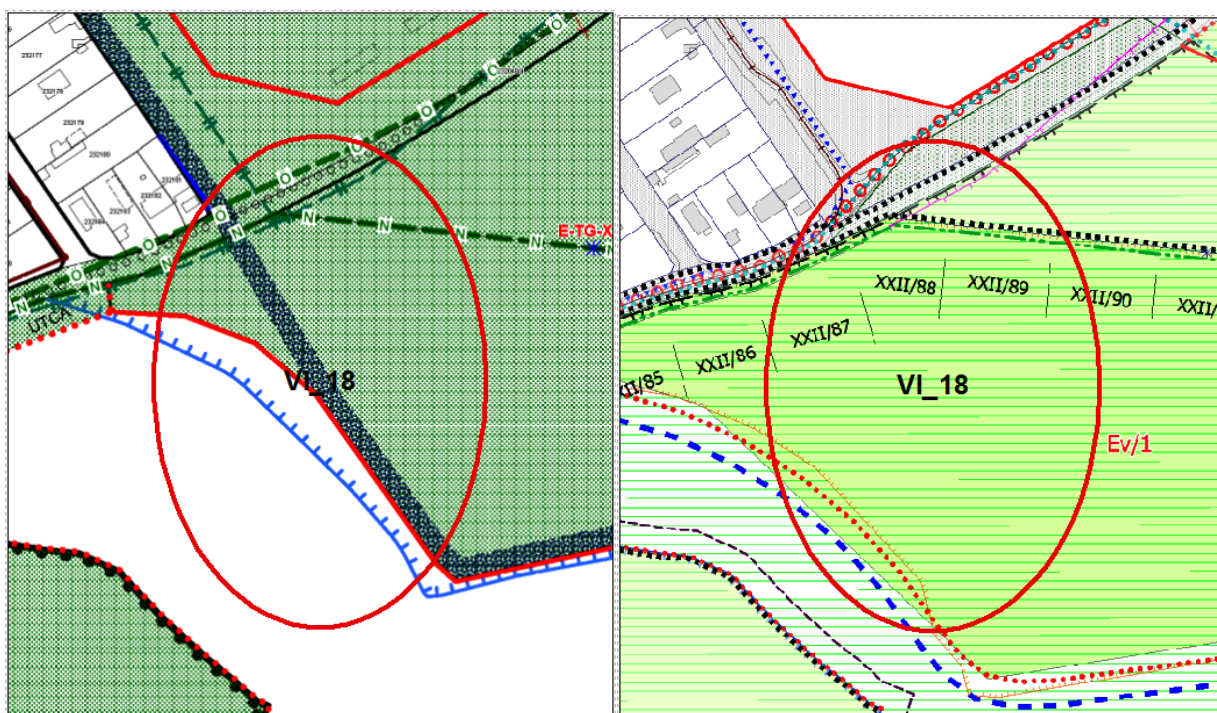 232177
232178
232179
232180
232181
232182
232183
232184
O
O
O
O
O
O
O
N
N
N
N
N
N
E-TG-X
UTCA
VI_18
XXII/88
XXII/89
XXII/90
XXII/
XXII/87
XXII/86
XII/85
VI_18
Ev/1